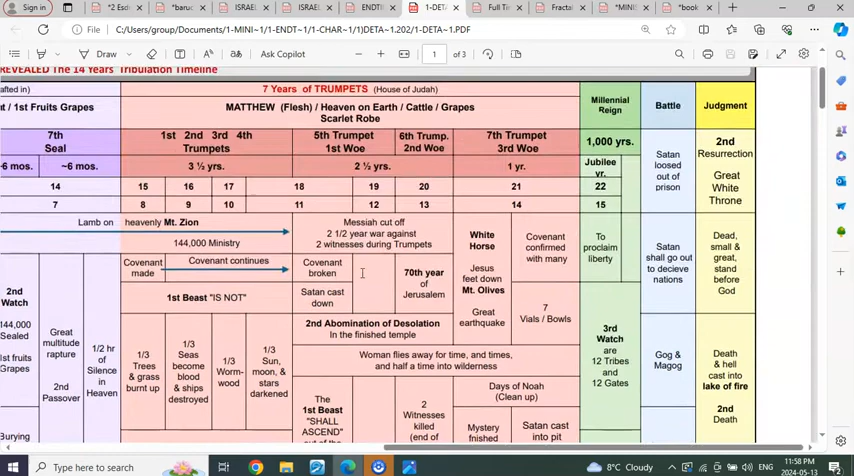 Sign in
*2 Esd
*baruc
ISRAEL
ISRAEL
ENDTI
1-DETA
Full Tim
Fractal
*MINIS
*book
File
C:/Users/group/Documents/1-MINI~1/1-ENDT~1/1-CHAR~1/1)DETA~1.202/1-DETA~1.PDF
Draw
Ask Copilot
1
of 3
REVEALED The 14 Years Tribulation Timeline
afted in)
7 Years of TRUMPETS (House of Judah)
t / 1st Fruits Grapes
MATTHEW (Flesh) / Heaven on Earth / Cattle / Grapes
Scarlet Robe
Millennial
Reign
Battle
Judgment
7th
Seal
1st 2nd 3rd 4th
Trumpets
5th Trumpet
1st Woe
6th Trump.
2nd Woe
7th Trumpet
3rd Woe
1,000 yrs.
Satan
loosed
out of
prison
2nd
Resurrection
Great
White
Throne
~6 mos.
~6 mos.
3 ½ yrs.
2 ½ yrs.
1 yr.
Jubilee
yr.
14
15
16
17
18
19
20
21
22
7
8
9
10
11
12
13
14
15
Lamb on heavenly Mt. Zion
144,000 Ministry
Messiah cut off
2 1/2 year war against
2 witnesses during Trumpets
White
Horse
Jesus
feet down
Mt. Olives
Great
earthquake
Covenant
confirmed
with many
To
proclaim
liberty
Satan
shall go out
to decieve
nations
Dead,
small &
great,
stand
before
God
Covenant
made
Covenant continues
Covenant
broken
Satan cast
down
70th year
of
Jerusalem
7
Vials / Bowls
1st Beast "IS NOT"
2nd
Watch
144,000
Sealed
1st fruits
Grapes
Great
multitude
rapture
2nd
Passover
1/2 hr
of
Silence
in
Heaven
1/3
Trees
& grass
burnt up
1/3
Seas
become
blood
& ships
destroyed
1/3
Worm-
wood
1/3
Sun,
moon, &
stars
darkened
2nd Abomination of Desolation
In the finished temple
Woman flies away for time, and times,
and half a time into wilderness
3rd
Watch
are
12 Tribes
and
12 Gates
Gog &
Magog
Death
& hell
cast into
lake of fire
2nd
Death
Days of Noah
(Clean up)
The
1st Beast
"SHALL
ASCEND"
2
Witnesses
killed
(end of
Mystery
finished
Satan cast
into pit
Burying
Type here to search
8°C Cloudy
ENG
11:58 PM
2024-05-13